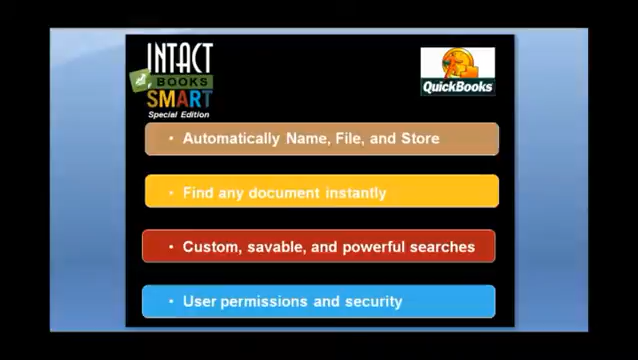 INTACT
BOOKS
SMART
Special Edition
QuickBooks
• Automatically Name, File, and Store
• Find any document instantly
• Custom, savable, and powerful searches
• User permissions and security